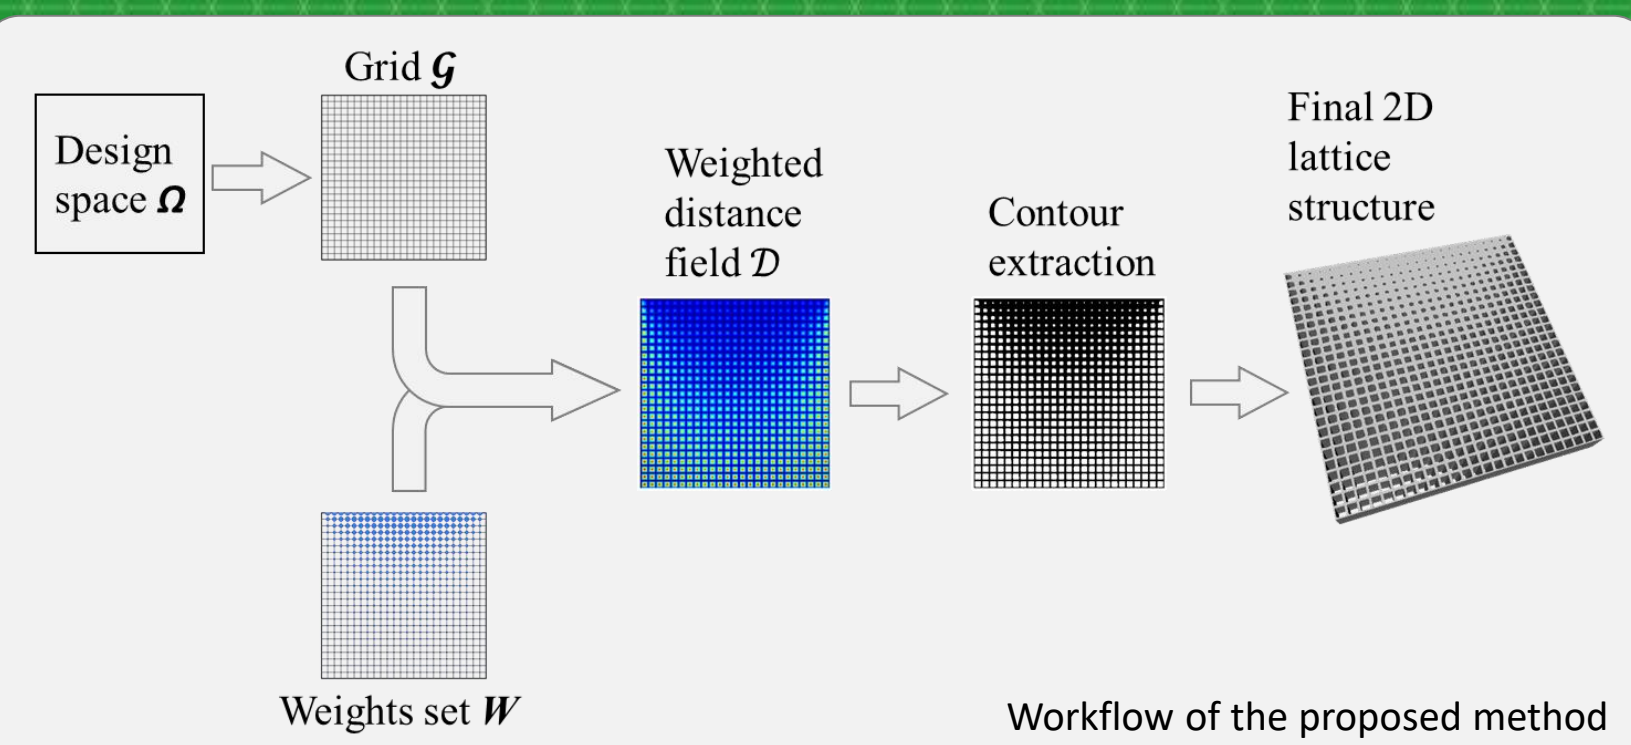 Grid 𝓖
Design
space 𝜴
Weighted
distance
field 𝒟
Contour
extraction
Final 2D
lattice
structure
Weights set 𝑾
Workflow of the proposed method